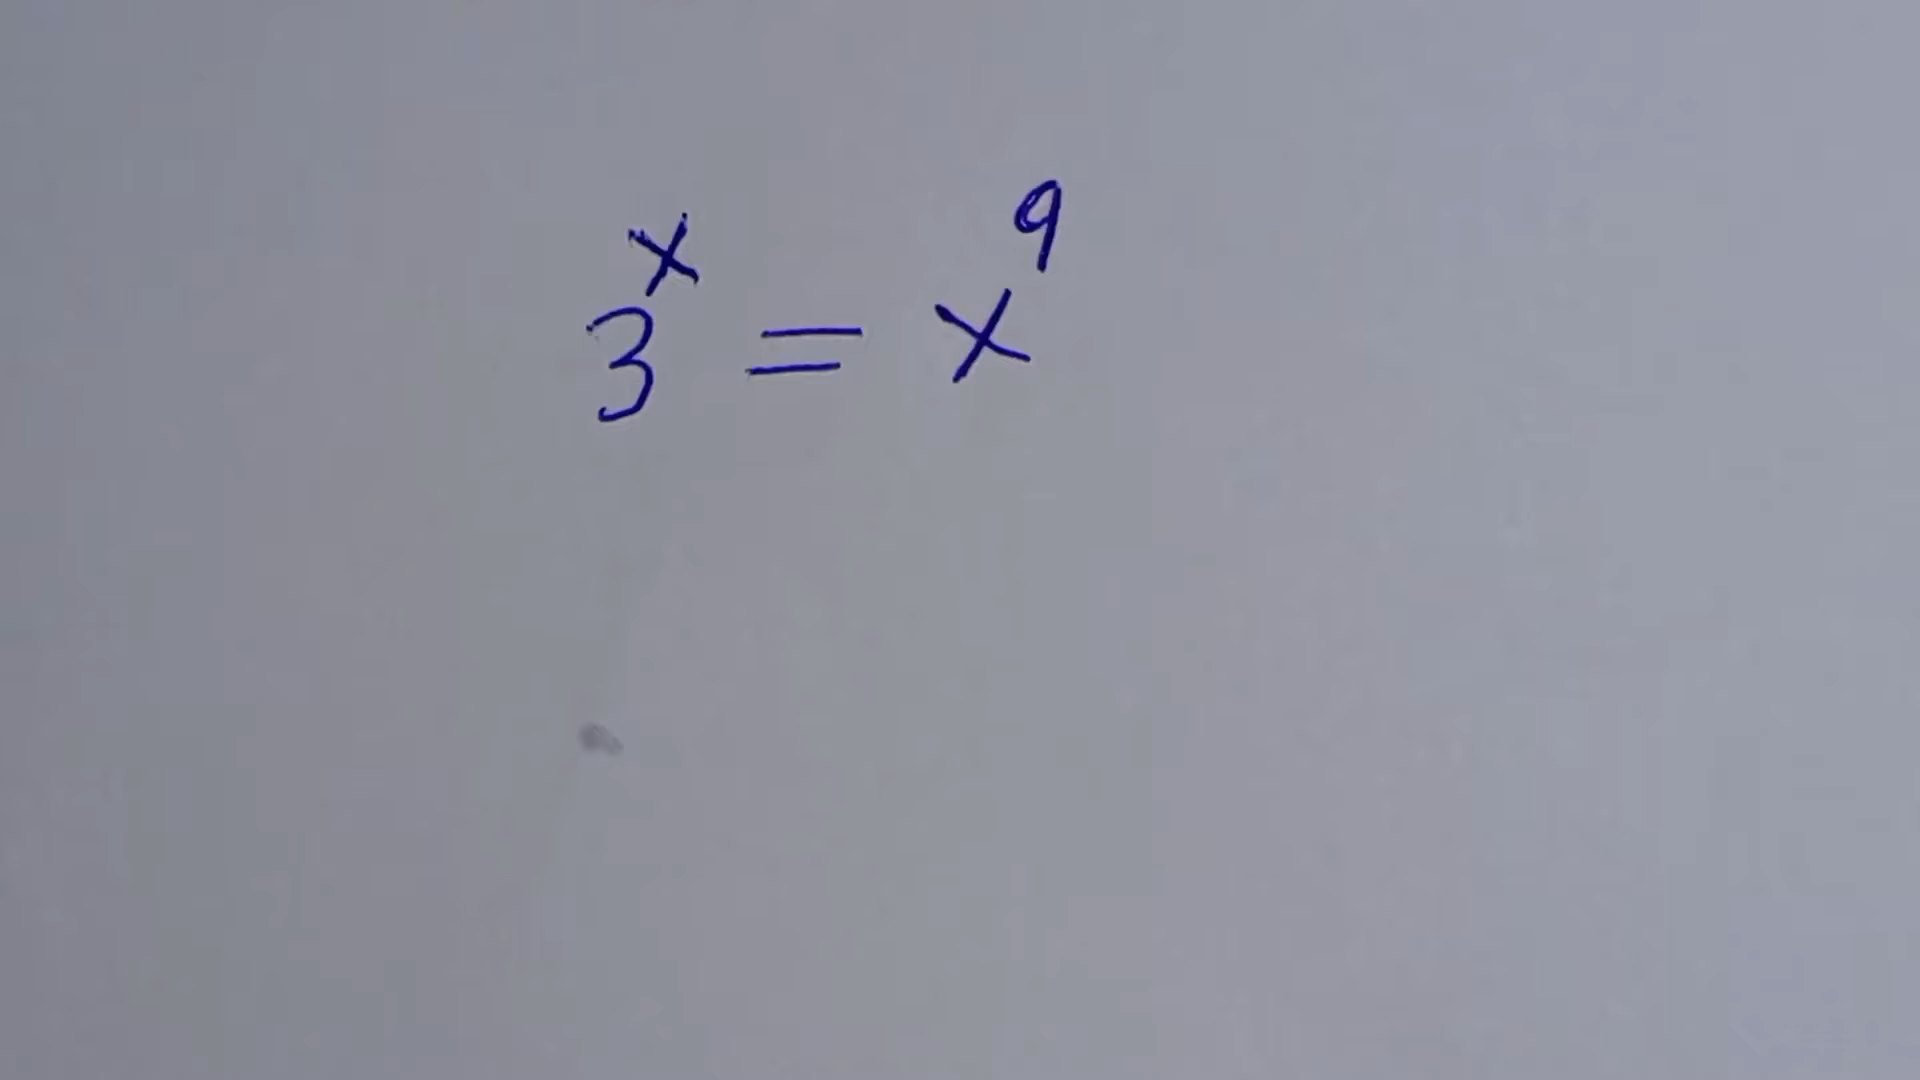 3^x = x^9